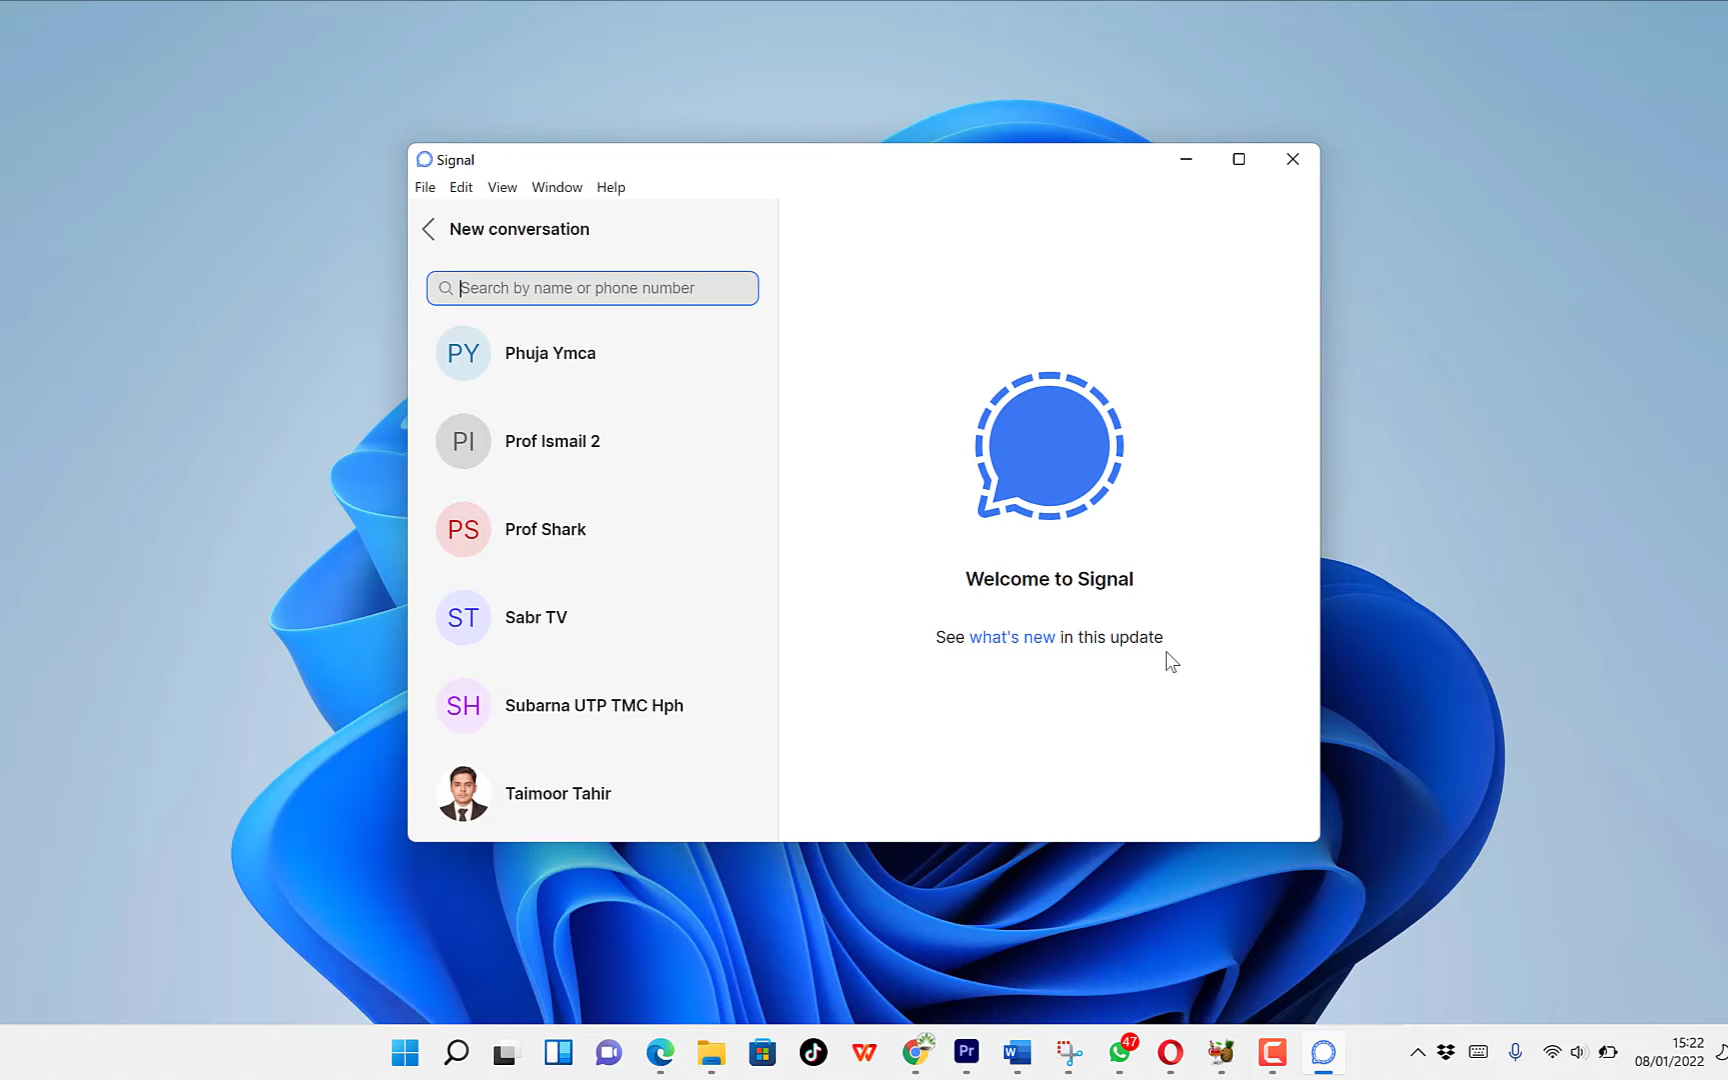 Signal
File Edit View Window Help
New conversation
Search by name or phone number
PY Phuja Ymca
PI Prof Ismail 2
PS Prof Shark
ST Sabr TV
SH Subarna UTP TMC Hph
Taimoor Tahir
Welcome to Signal
See what's new in this update
Pr
W
47
15:22
08/01/2022